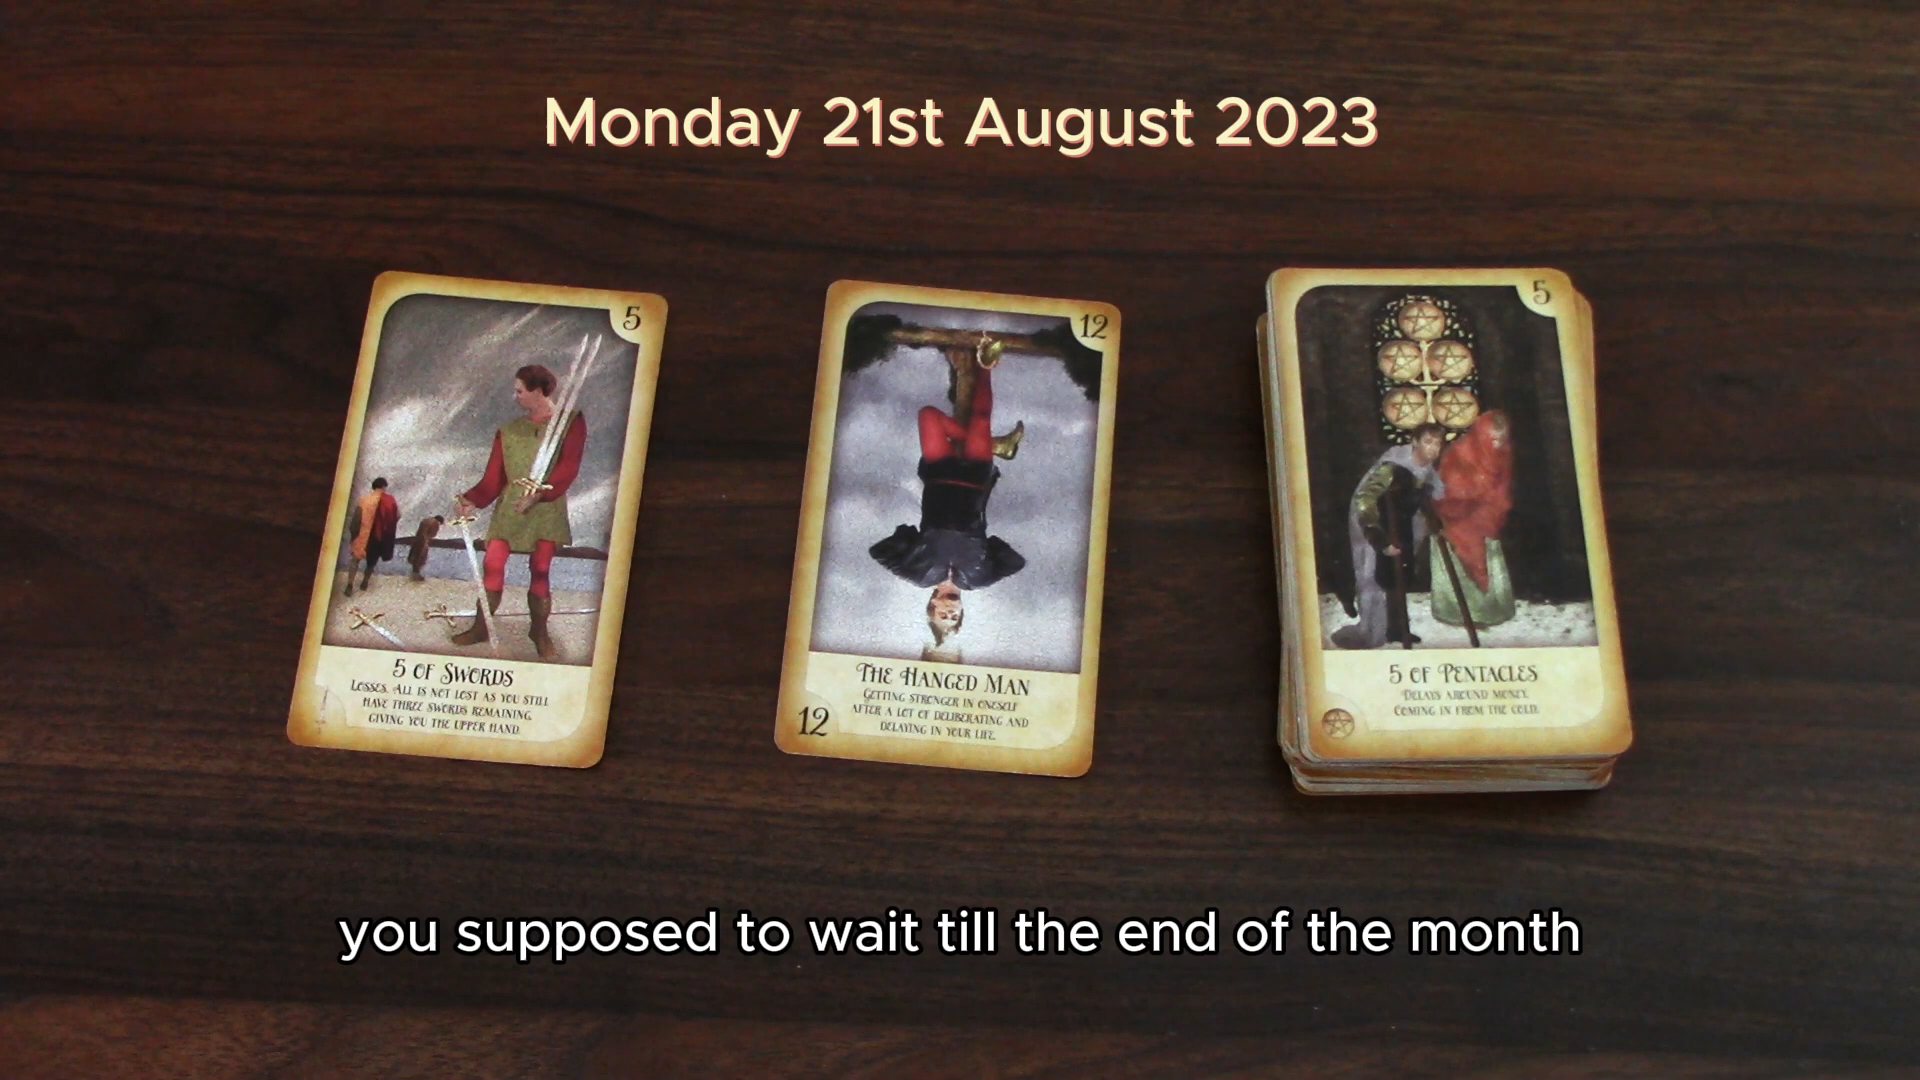 Monday 21st August 2023
5
5 OF SWORDS
LOSSES. ALL IS NOT LOST AS YOU STILL
HAVE THREE SWORDS REMAINING,
GIVING YOU THE UPPER HAND.
12
THE HANGED MAN
GETTING STRONGER IN ONESELF
AFTER A LOT OF DELIBERATING AND
DELAYING IN YOUR LIFE.
12
5
5 OF PENTACLES
DELAYS AROUND MONEY.
COMING IN FROM THE COLD.
you supposed to wait till the end of the month